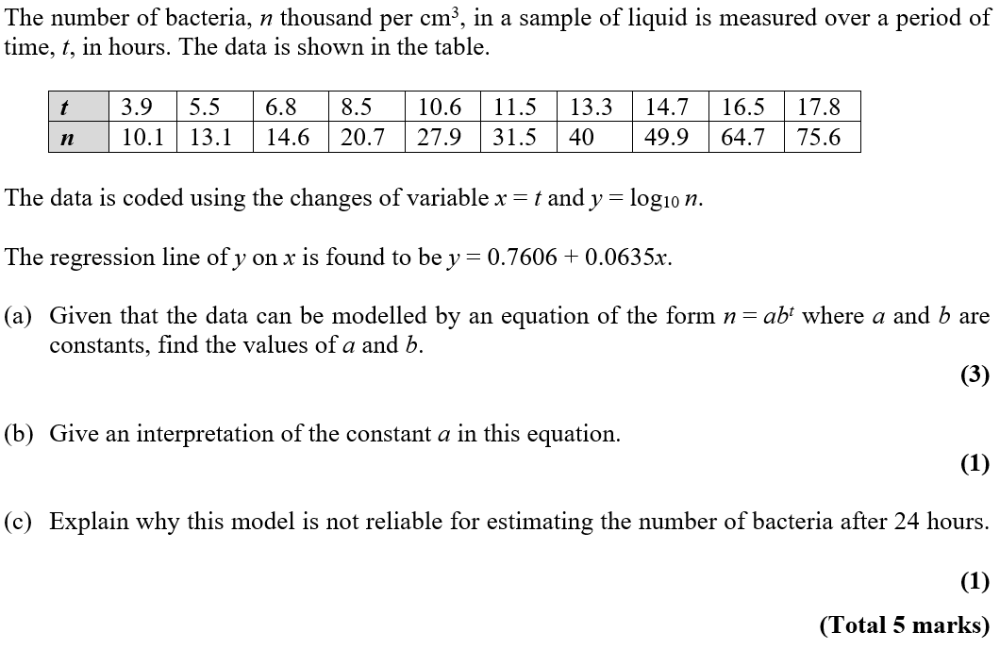 The number of bacteria, n thousand per cm³, in a sample of liquid is measured over a period of
time, t, in hours. The data is shown in the table.
t 3.9 5.5 6.8 8.5 10.6 11.5 13.3 14.7 16.5 17.8
n 10.1 13.1 14.6 20.7 27.9 31.5 40 49.9 64.7 75.6
The data is coded using the changes of variable x = t and y = log₁₀ n.
The regression line of y on x is found to be y = 0.7606 + 0.0635x.
(a) Given that the data can be modelled by an equation of the form n = abᵗ where a and b are
constants, find the values of a and b.
(3)
(b) Give an interpretation of the constant a in this equation.
(1)
(c) Explain why this model is not reliable for estimating the number of bacteria after 24 hours.
(1)
(Total 5 marks)